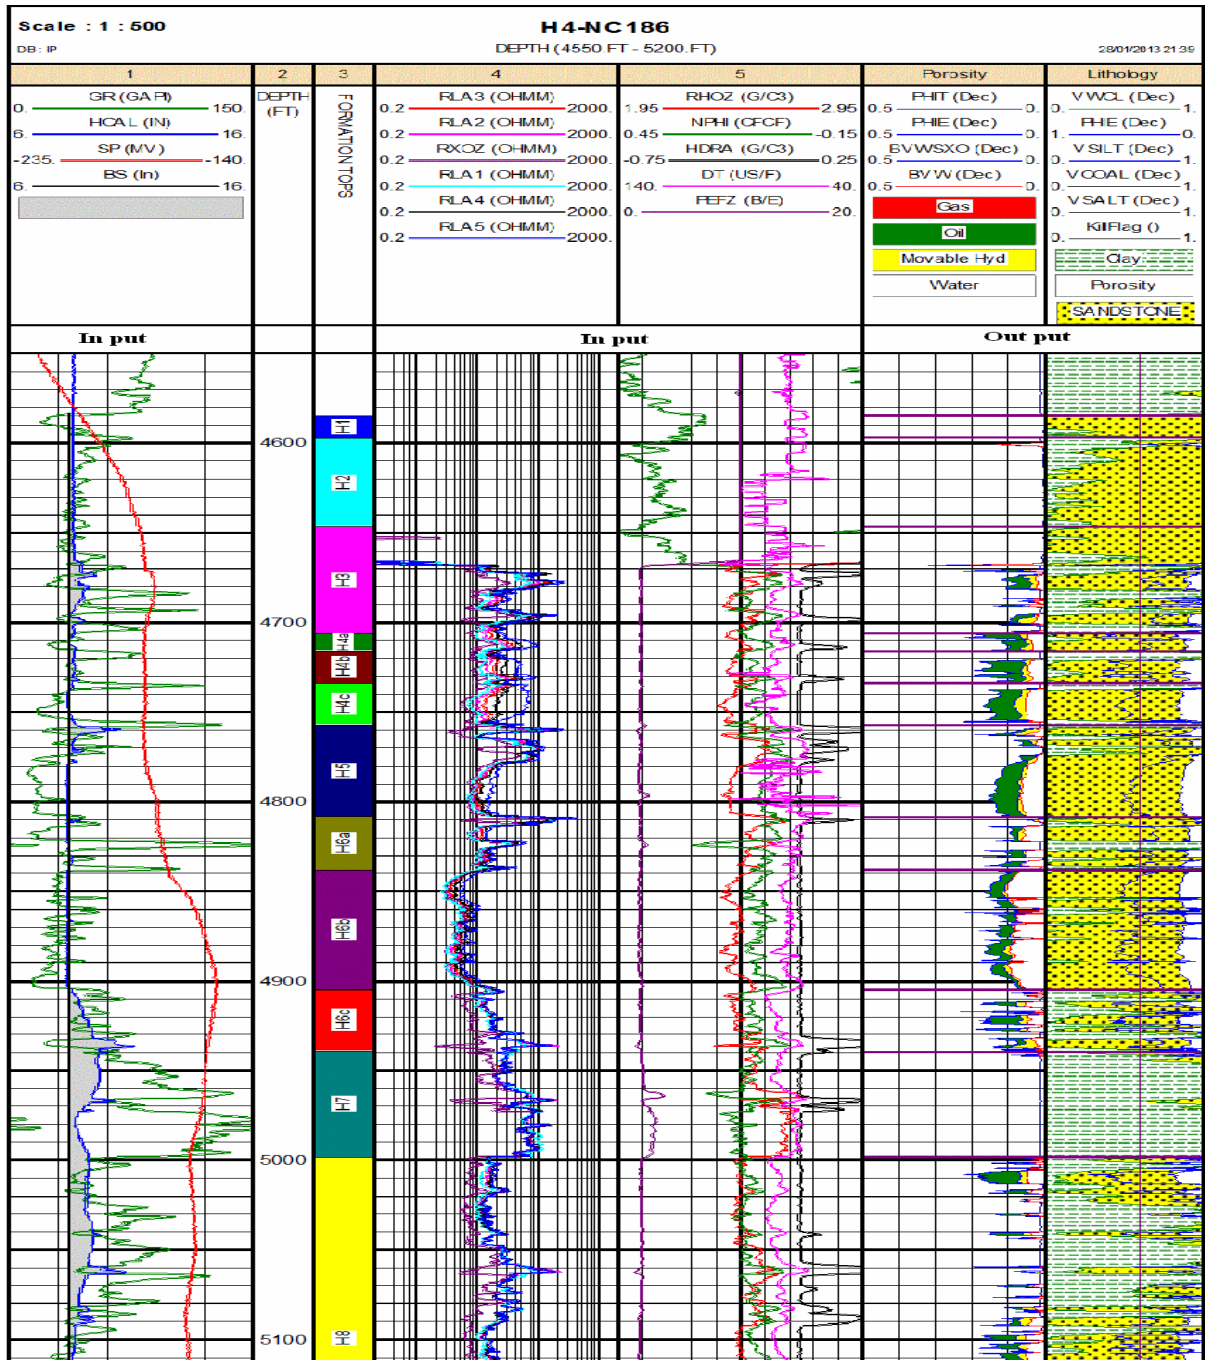 Scale : 1 : 500
H4-NC186
DB : IP
DEPTH (4550.FT - 5200.FT)
28/01/2013 21:39
1
2
3
4
5
Porosity
Lithology
GR (GAPI)
0. 150.
HCAL (IN)
6. 16.
SP (MV)
-235. -140.
BS (In)
6. 16.
DEPTH
(FT)
FORMATION TOPS
RLA3 (OHMM)
0.2 2000.
RLA2 (OHMM)
0.2 2000.
RXOZ (OHMM)
0.2 2000.
RLA1 (OHMM)
0.2 2000.
RLA4 (OHMM)
0.2 2000.
RLA5 (OHMM)
0.2 2000.
RHOZ (G/C3)
1.95 2.95
NPHI (CFCF)
0.45 -0.15
HDRA (G/C3)
-0.75 0.25
DT (US/F)
140. 40.
PEFZ (B/E)
0. 20.
PHIT (Dec)
0.5 0.
PHIE (Dec)
0.5 0.
BVWSXO (Dec)
0.5 0.
BVW (Dec)
0.5 0.
Gas
Oil
Movable Hyd
Water
VWCL (Dec)
0. 1.
PHIE (Dec)
1. 0.
VSILT (Dec)
0. 1.
VCOAL (Dec)
0. 1.
VSALT (Dec)
0. 1.
KillFlag ()
0. 1.
Clay
Porosity
SANDSTONE
In put
In put
Out put
H1
4600
H2
H3
4700
H4a
H4b
H4c
H5
4800
H6a
H6b
4900
H6c
H7
5000
5100
H8